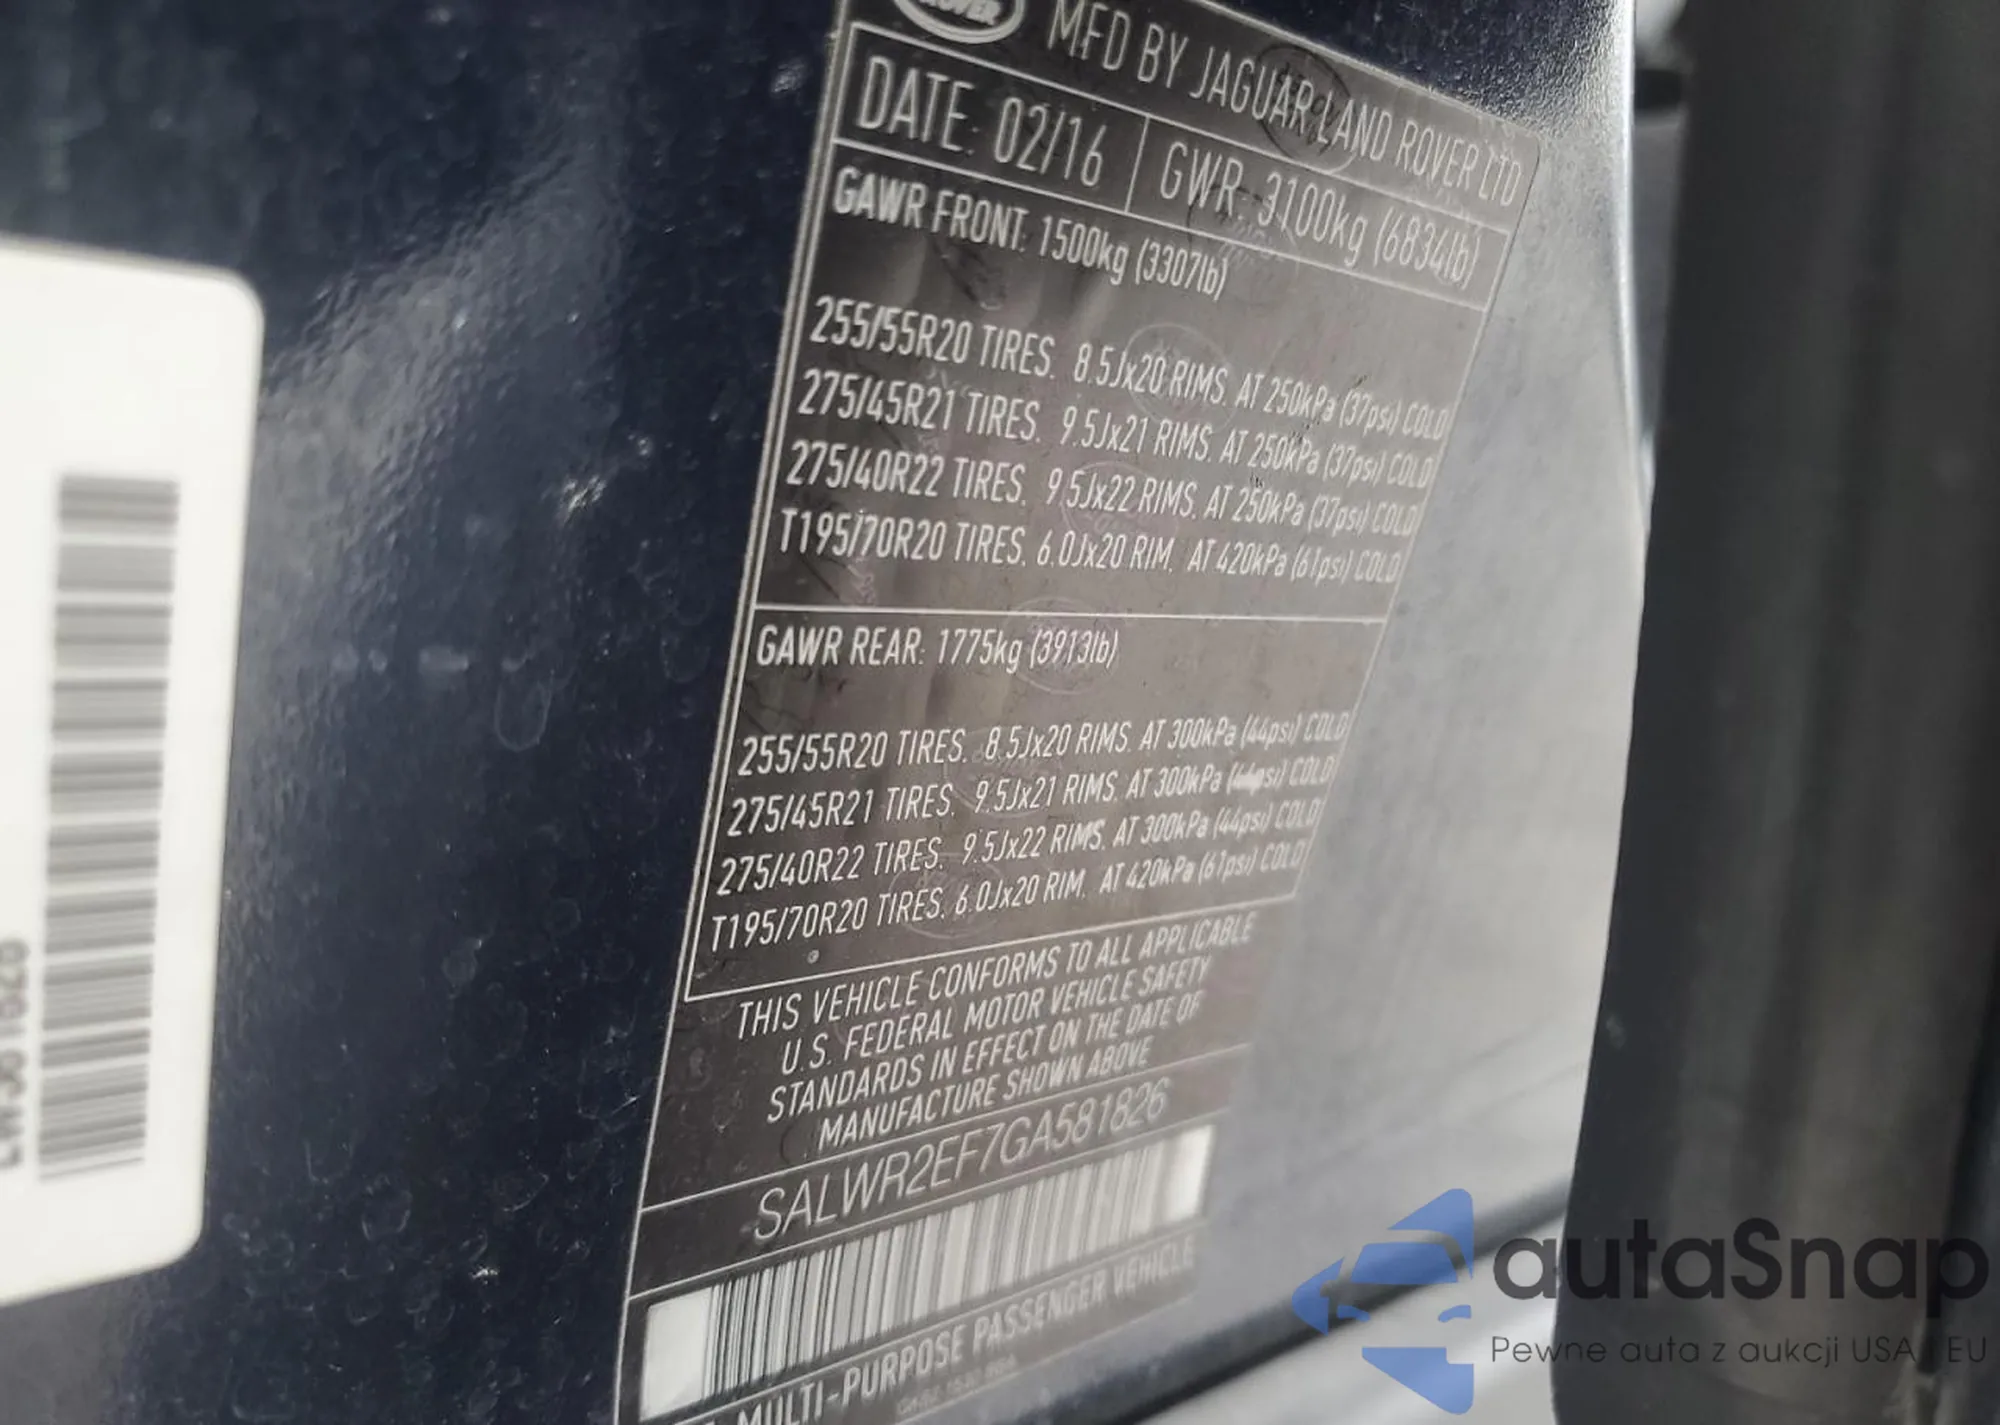 ROVER
MFD BY JAGUAR LAND ROVER LTD
DATE: 02/16 GWR: 3100kg (6834lb)
GAWR FRONT: 1500kg (3307lb)
255/55R20 TIRES. 8.5Jx20 RIMS. AT 250kPa (37psi) COLD
275/45R21 TIRES. 9.5Jx21 RIMS. AT 250kPa (37psi) COLD
275/40R22 TIRES. 9.5Jx22 RIMS. AT 250kPa (37psi) COLD
T195/70R20 TIRES. 6.0Jx20 RIM. AT 420kPa (61psi) COLD
GAWR REAR: 1775kg (3913lb)
255/55R20 TIRES. 8.5Jx20 RIMS. AT 300kPa (44psi) COLD
275/45R21 TIRES. 9.5Jx21 RIMS. AT 300kPa (44psi) COLD
275/40R22 TIRES. 9.5Jx22 RIMS. AT 300kPa (44psi) COLD
T195/70R20 TIRES. 6.0Jx20 RIM. AT 420kPa (61psi) COLD
THIS VEHICLE CONFORMS TO ALL APPLICABLE
U.S. FEDERAL MOTOR VEHICLE SAFETY
STANDARDS IN EFFECT ON THE DATE OF
MANUFACTURE SHOWN ABOVE
SALWR2EF7GA581826
MULTI-PURPOSE PASSENGER VEHICLE
autaSnap
Pewne auta z aukcji USA i EU